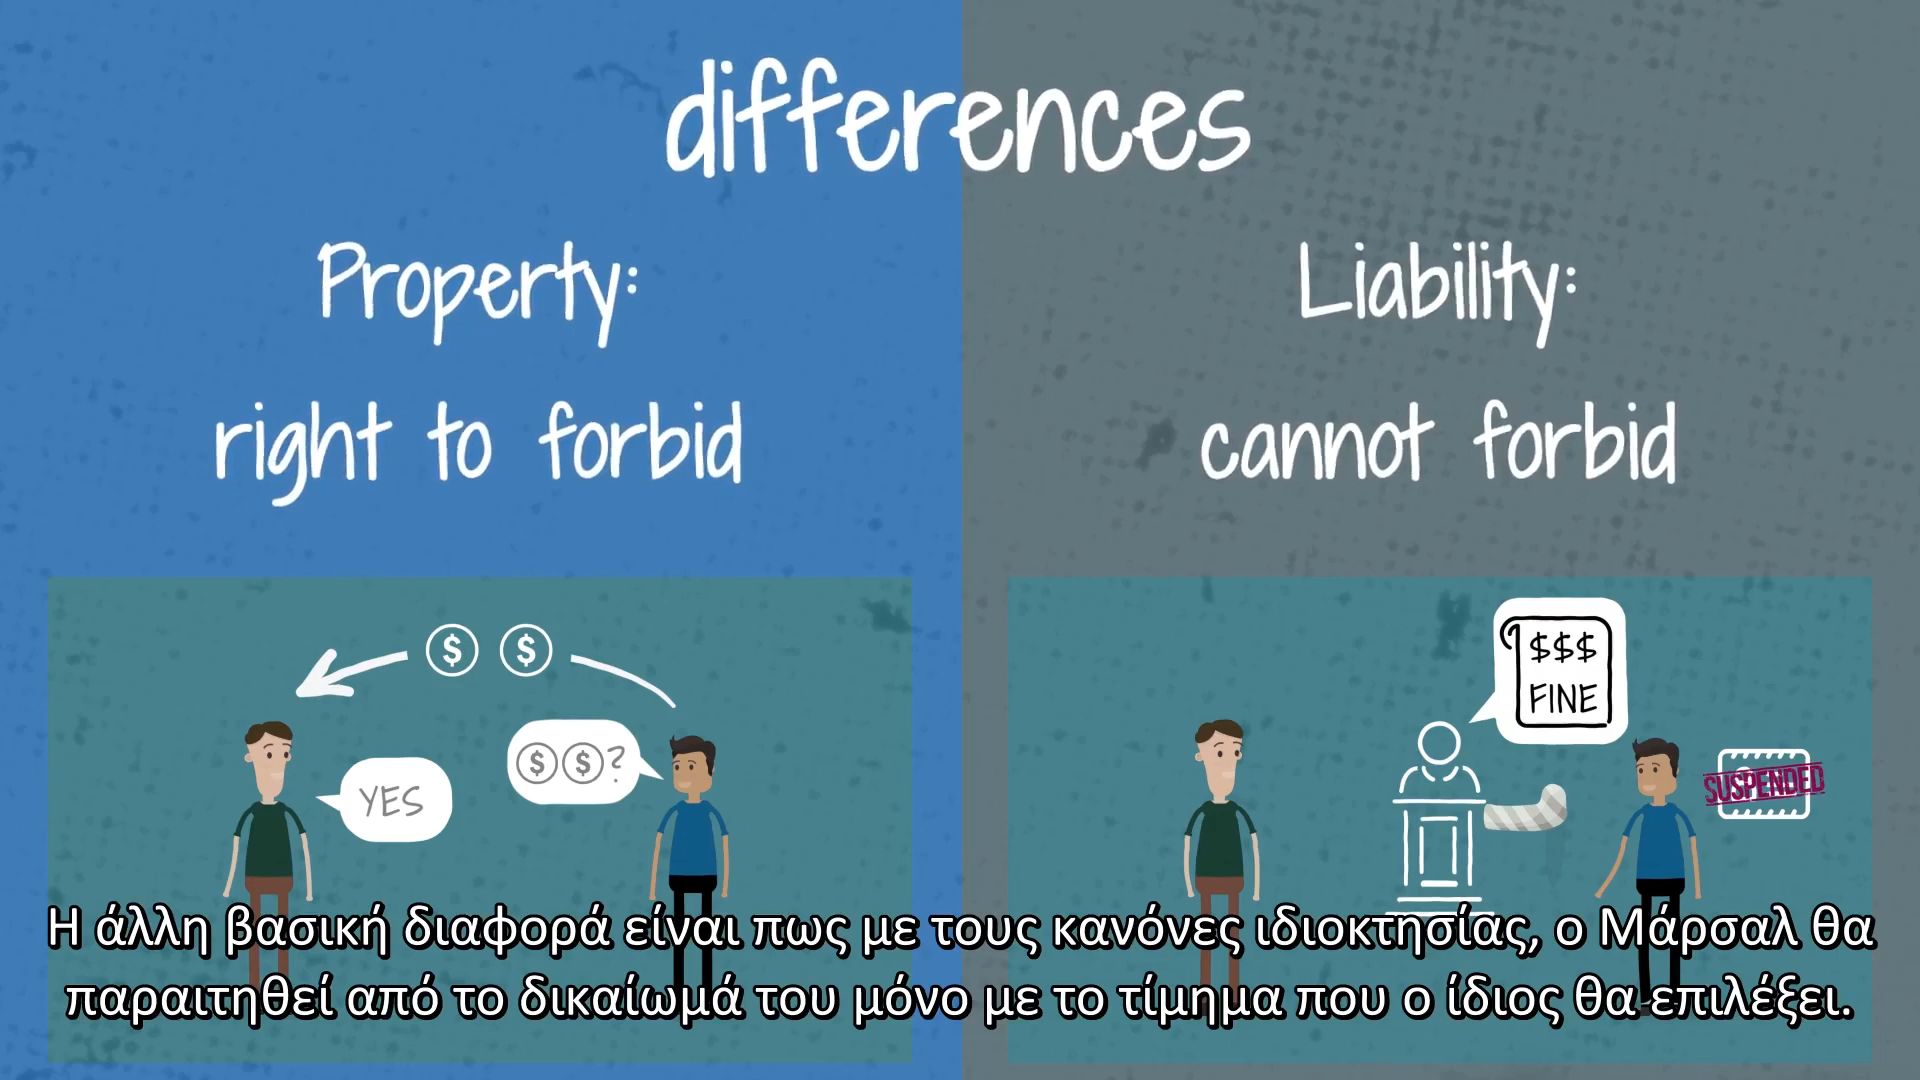 differences
Property:
right to forbid
Liability:
cannot forbid
$ $
YES
$$?
$$$
FINE
SUSPENDED
Η άλλη βασική διαφορά είναι πως με τους κανόνες ιδιοκτησίας, ο Μάρσαλ θα
παραιτηθεί από το δικαίωμά του μόνο με το τίμημα που ο ίδιος θα επιλέξει.